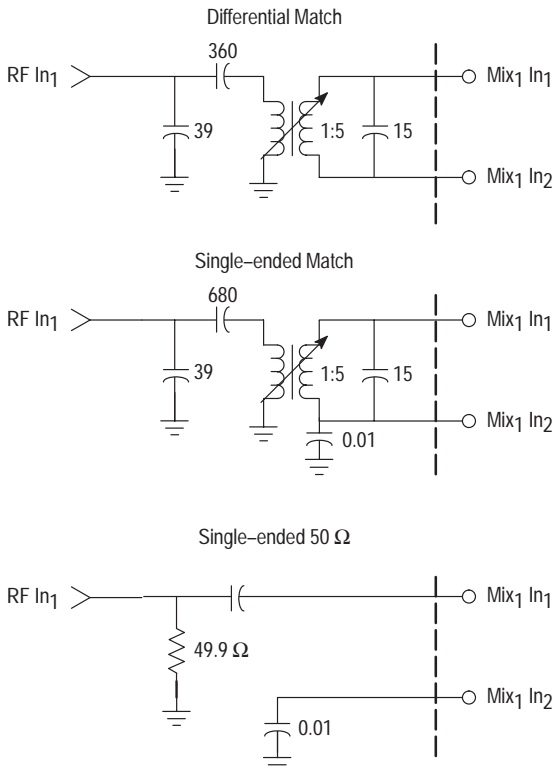 Differential Match
360
RF In1
39
1:5
15
Mix1 In1
Mix1 In2
Single–ended Match
680
RF In1
39
1:5
15
0.01
Mix1 In1
Mix1 In2
Single–ended 50 Ω
RF In1
49.9 Ω
0.01
Mix1 In1
Mix1 In2